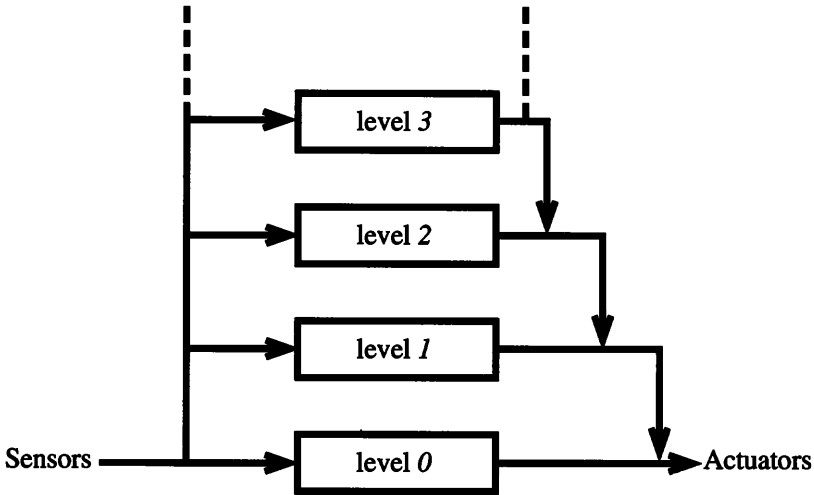 level 3
level 2
level 1
Sensors
level 0
Actuators